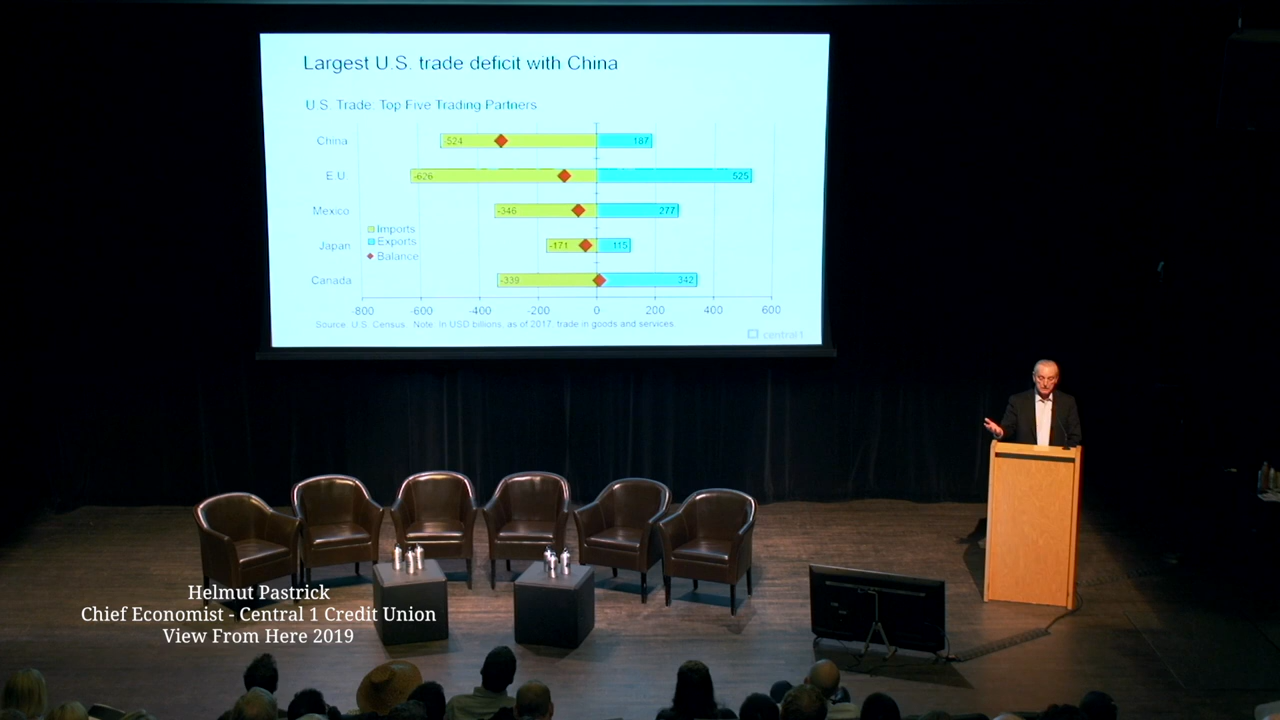 Largest U.S. trade deficit with China
U.S. Trade, Top Five Trading Partners
China -524 187
E.U. -626 525
Mexico -346 277
Imports
Exports
Japan -171 115
Balance
Canada -339 342
-800 -600 -400 -200 0 200 400 600
Source: U.S. Census. Note: In USD billions, as of 2017, trade in goods and services.
central1
Helmut Pastrick
Chief Economist - Central 1 Credit Union
View From Here 2019